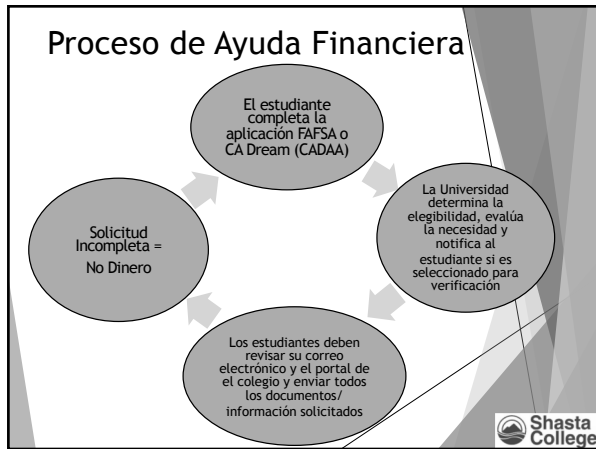 Proceso de Ayuda Financiera
El estudiante
completa la
aplicación FAFSA o
CA Dream (CADAA)
La Universidad
determina la
elegibilidad, evalúa
la necesidad y
notifica al
estudiante si es
seleccionado para
verificación
Los estudiantes deben
revisar su correo
electrónico y el portal de
el colegio y enviar todos
los documentos/
información solicitados
Solicitud
Incompleta =
No Dinero
Shasta
College